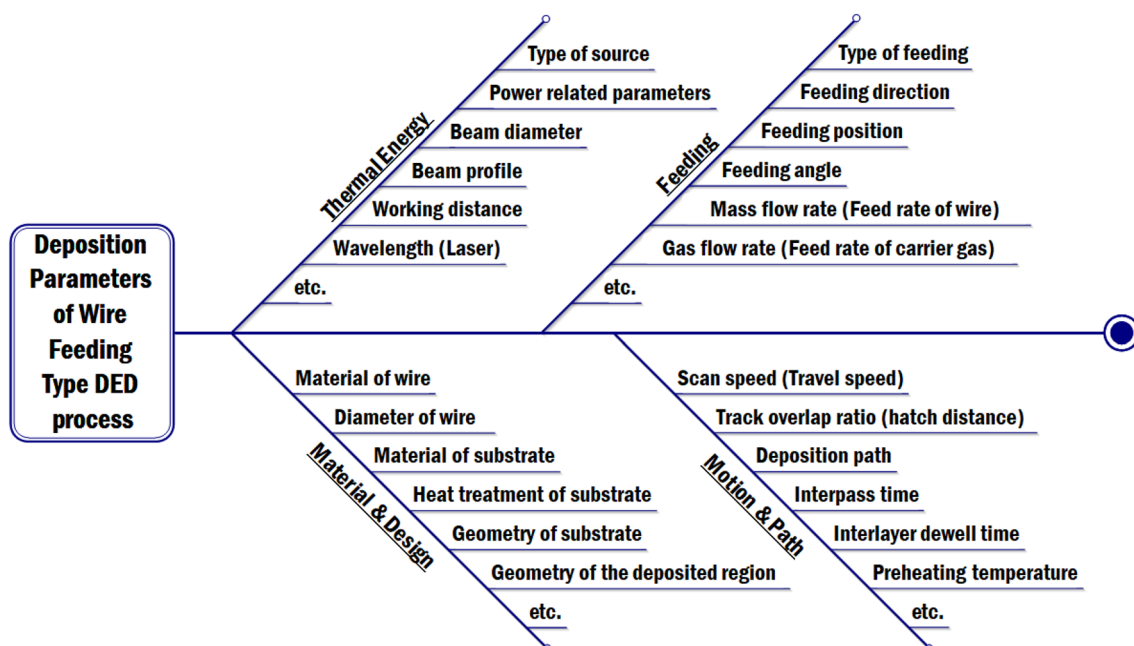 Deposition
Parameters
of Wire
Feeding
Type DED
process
Thermal Energy
Type of source
Power related parameters
Beam diameter
Beam profile
Working distance
Wavelength (Laser)
etc.
Feeding
Type of feeding
Feeding direction
Feeding position
Feeding angle
Mass flow rate (Feed rate of wire)
Gas flow rate (Feed rate of carrier gas)
etc.
Material & Design
Material of wire
Diameter of wire
Material of substrate
Heat treatment of substrate
Geometry of substrate
Geometry of the deposited region
etc.
Motion & Path
Scan speed (Travel speed)
Track overlap ratio (hatch distance)
Deposition path
Interpass time
Interlayer dewell time
Preheating temperature
etc.